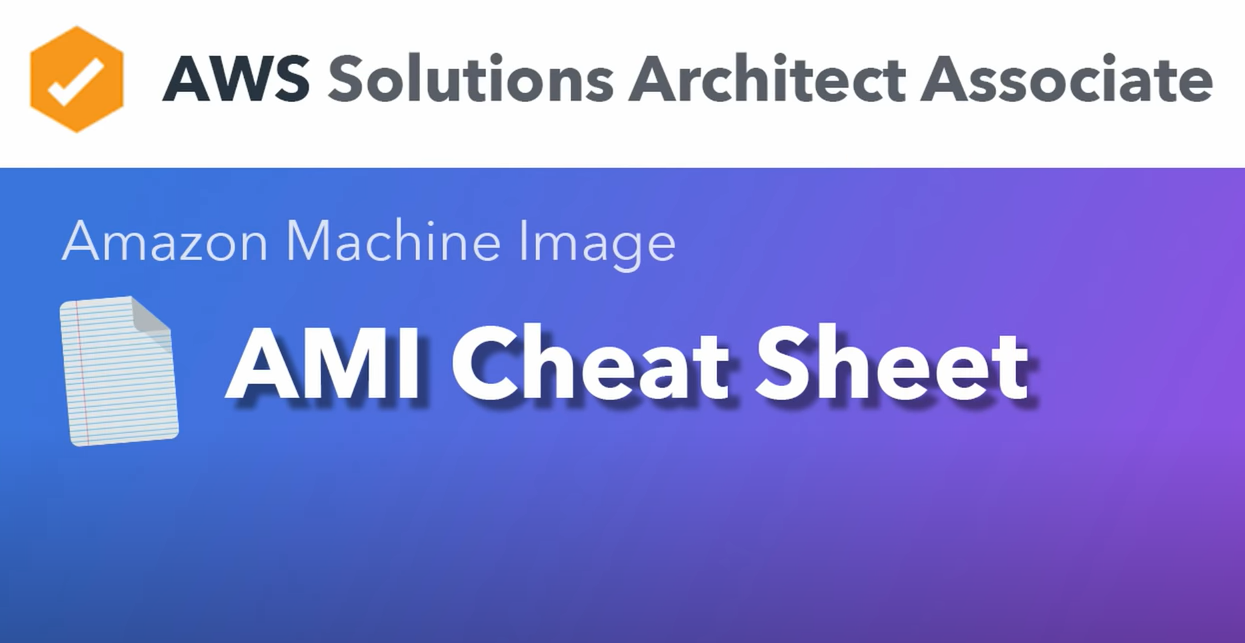 AWS Solutions Architect Associate
Amazon Machine Image
AMI Cheat Sheet